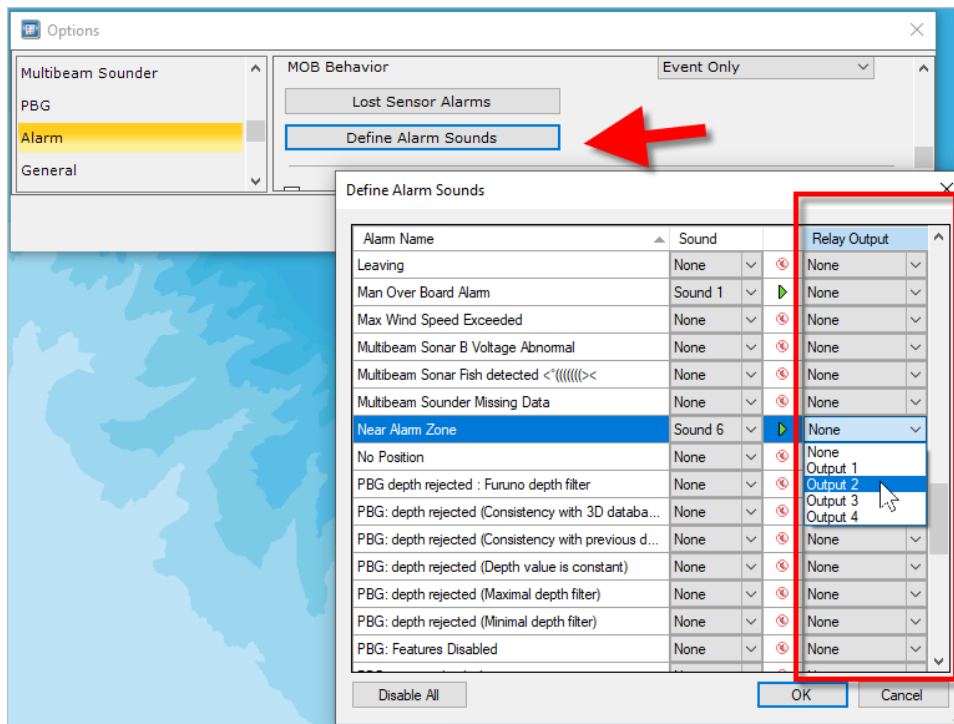 Options
Multibeam Sounder
PBG
Alarm
General
MOB Behavior Event Only
Lost Sensor Alarms
Define Alarm Sounds
Define Alarm Sounds
Alarm Name Sound Relay Output
Leaving None None
Man Over Board Alarm Sound 1 None
Max Wind Speed Exceeded None None
Multibeam Sonar B Voltage Abnormal None None
Multibeam Sonar Fish detected <°(((((((>< None None
Multibeam Sounder Missing Data None None
Near Alarm Zone Sound 6 None
No Position None
PBG depth rejected : Furuno depth filter None
PBG: depth rejected (Consistency with 3D databa... None
PBG: depth rejected (Consistency with previous d... None None
PBG: depth rejected (Depth value is constant) None None
PBG: depth rejected (Maximal depth filter) None None
PBG: depth rejected (Minimal depth filter) None None
PBG: Features Disabled None None
None
Output 1
Output 2
Output 3
Output 4
Disable All OK Cancel